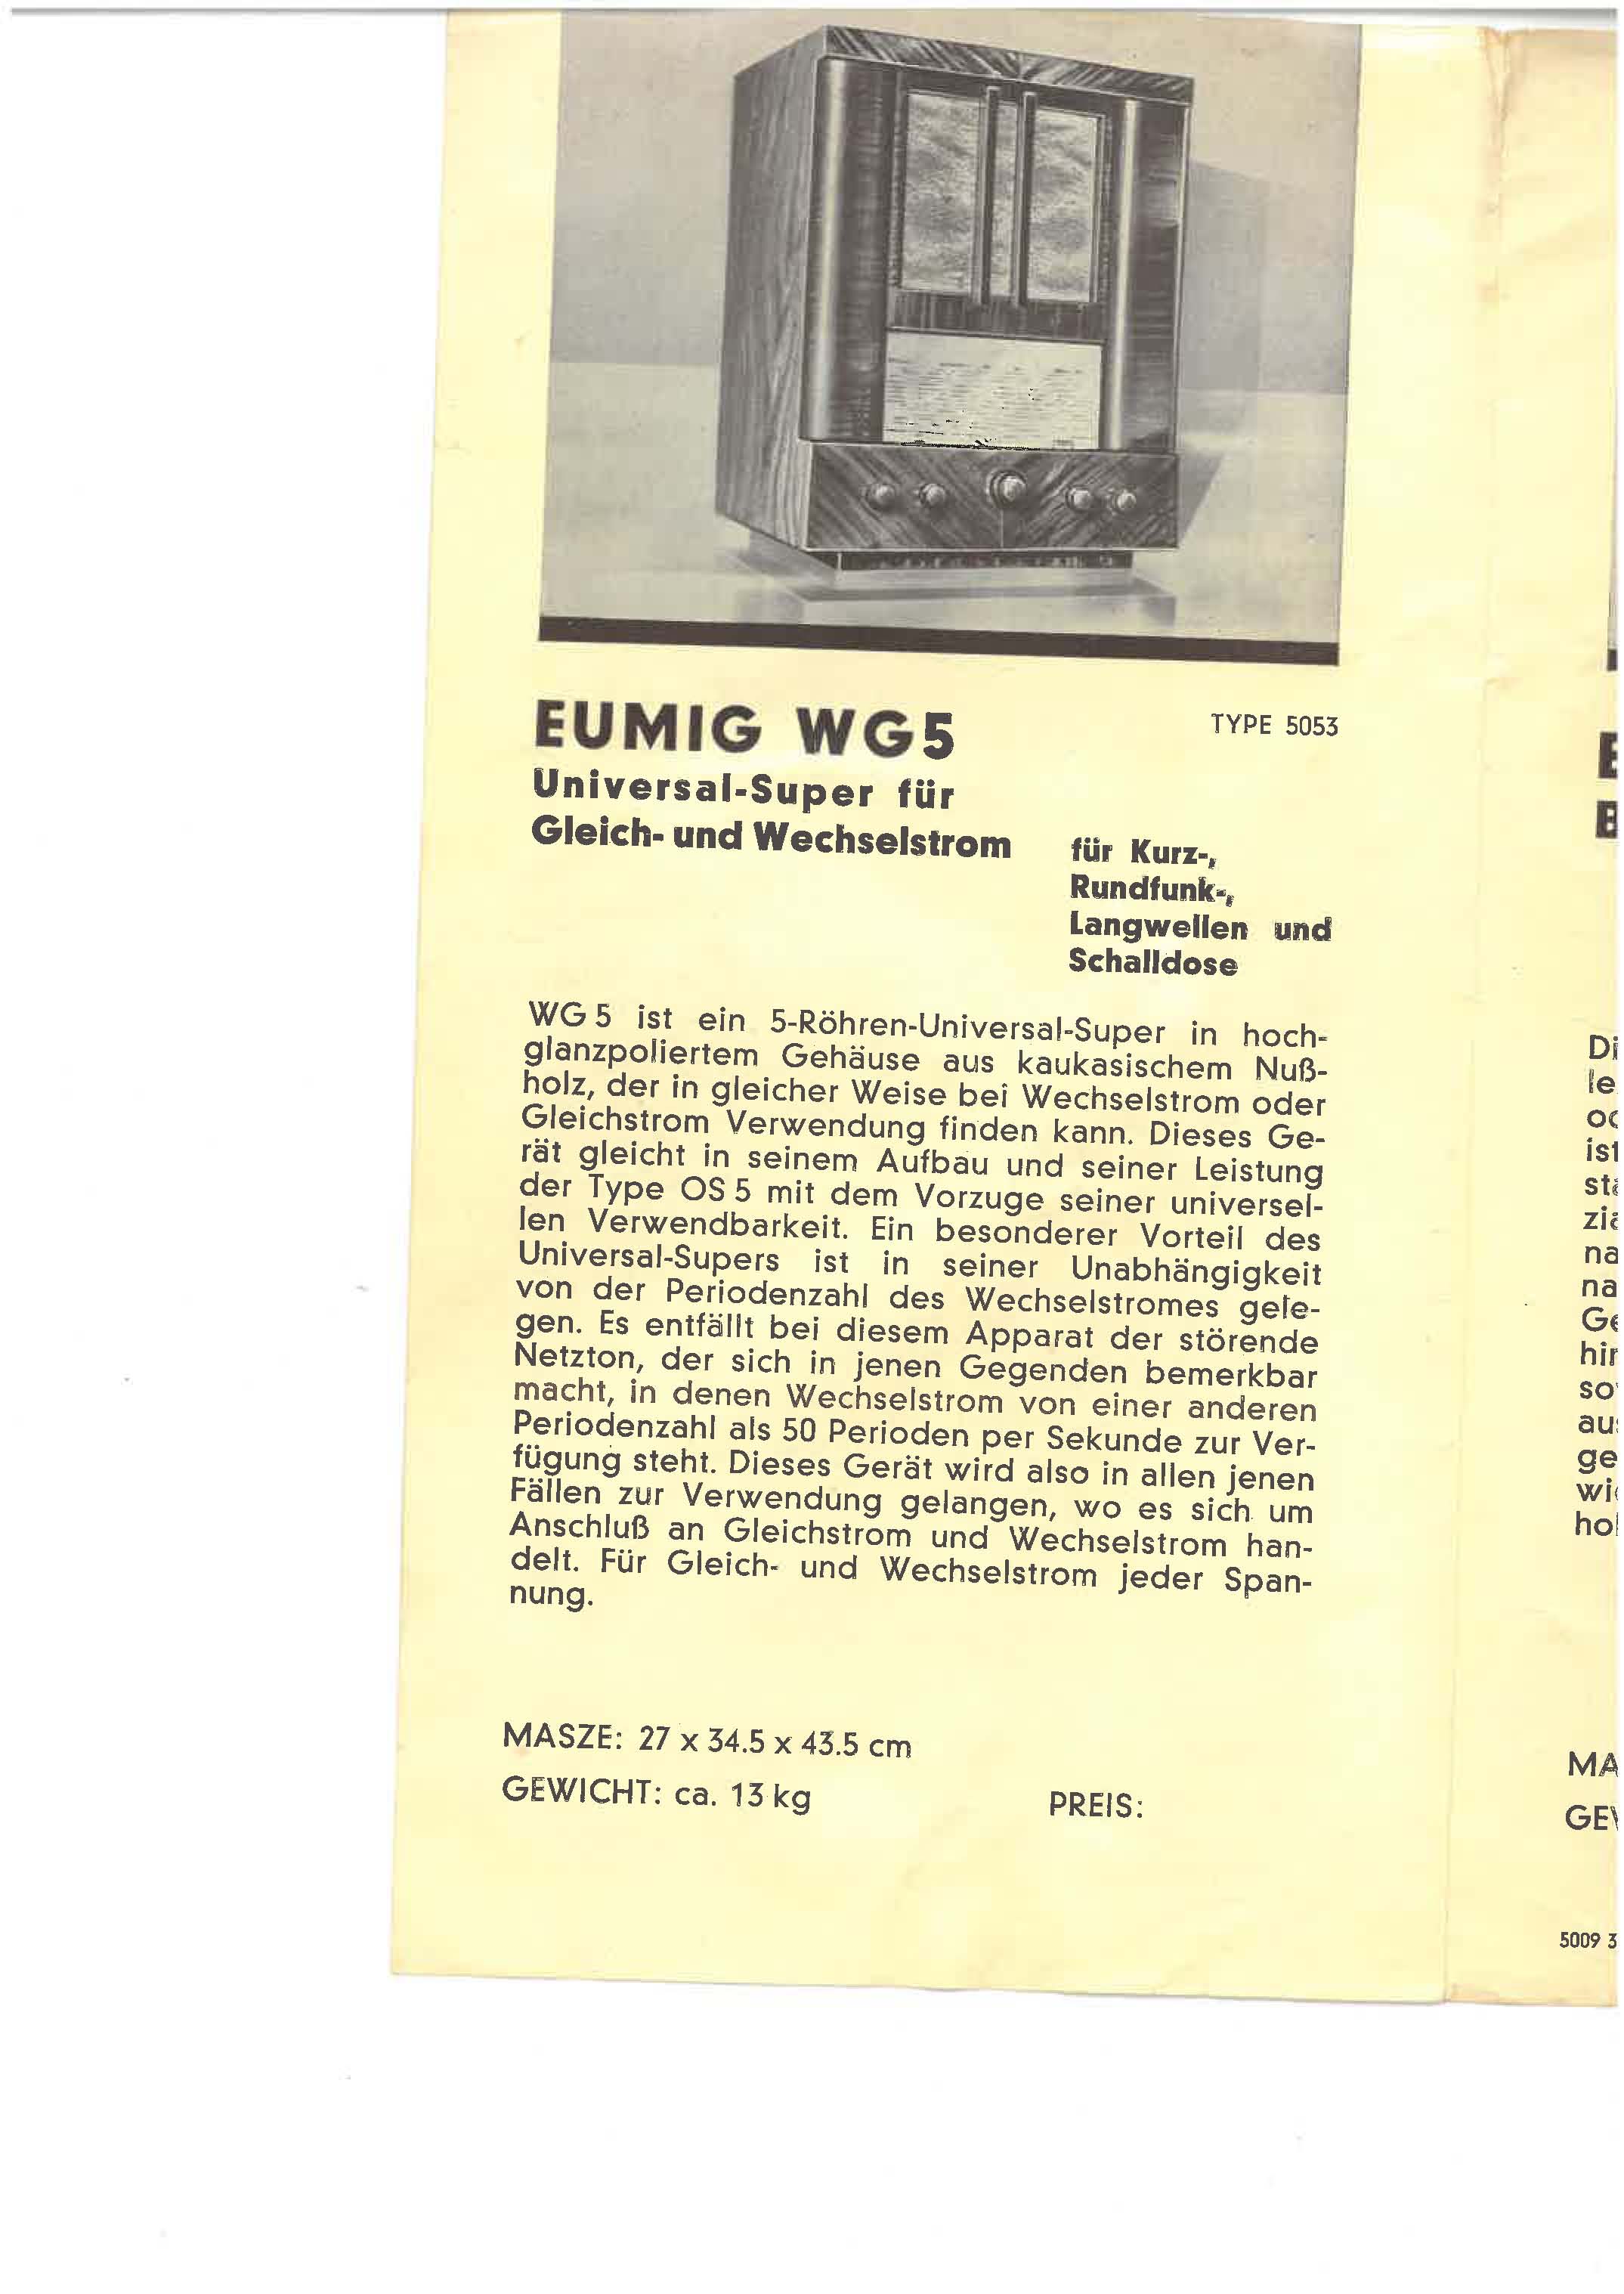 EUMIG WG5
TYPE 5053
Universal-Super für
Gleich- und Wechselstrom
für Kurz-,
Rundfunk-,
Langwellen und
Schalldose
WG 5 ist ein 5-Röhren-Universal-Super in hoch-
glanzpoliertem Gehäuse aus kaukasischem Nuß-
holz, der in gleicher Weise bei Wechselstrom oder
Gleichstrom Verwendung finden kann. Dieses Ge-
rät gleicht in seinem Aufbau und seiner Leistung
der Type OS 5 mit dem Vorzuge seiner universel-
len Verwendbarkeit. Ein besonderer Vorteil des
Universal-Supers ist in seiner Unabhängigkeit
von der Periodenzahl des Wechselstromes gele-
gen. Es entfällt bei diesem Apparat der störende
Netzton, der sich in jenen Gegenden bemerkbar
macht, in denen Wechselstrom von einer anderen
Periodenzahl als 50 Perioden per Sekunde zur Ver-
fügung steht. Dieses Gerät wird also in allen jenen
Fällen zur Verwendung gelangen, wo es sich um
Anschluß an Gleichstrom und Wechselstrom han-
delt. Für Gleich- und Wechselstrom jeder Span-
nung.
MASZE: 27 x 34.5 x 43.5 cm
GEWICHT: ca. 13 kg
PREIS:
5009 3